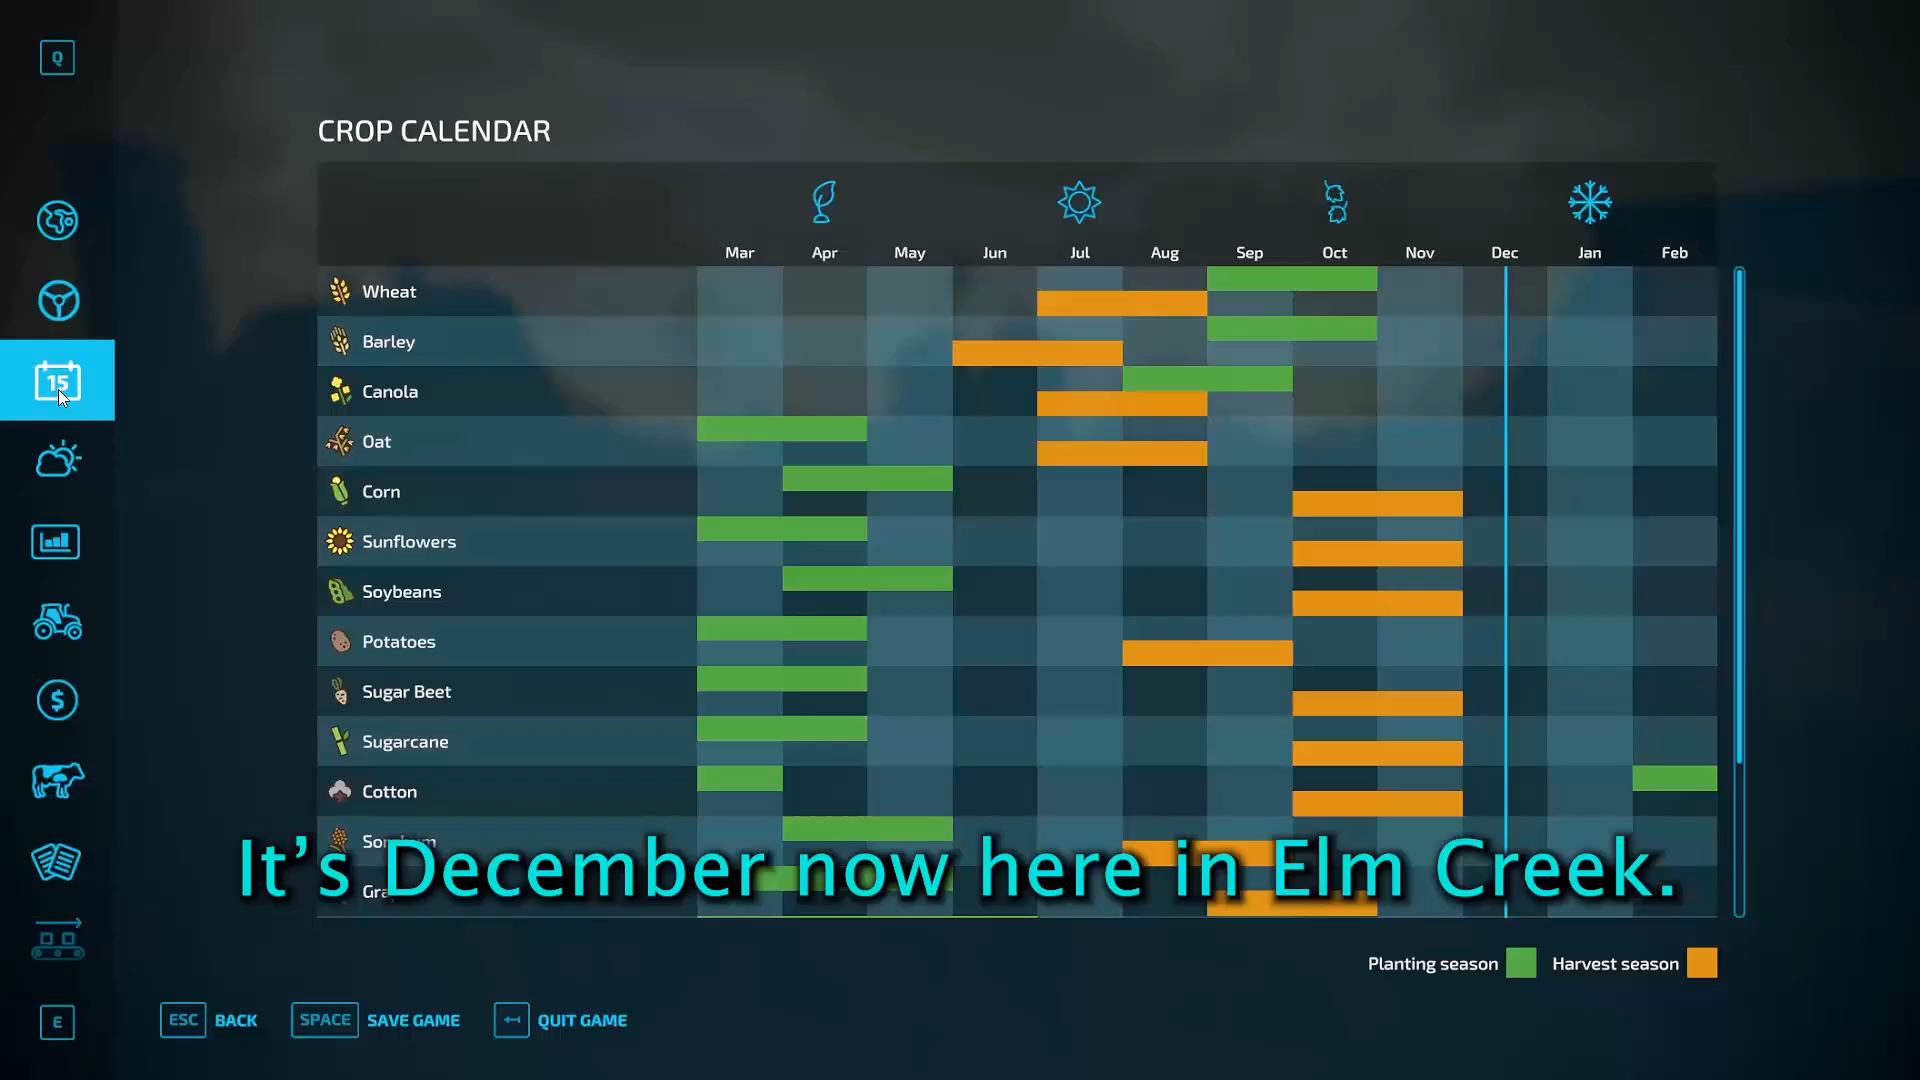 Q
CROP CALENDAR
Mar Apr May Jun Jul Aug Sep Oct Nov Dec Jan Feb
Wheat
Barley
15
Canola
Oat
Corn
Sunflowers
Soybeans
Potatoes
Sugar Beet
$
Sugarcane
Cotton
It’s December now here in Elm Creek.
Planting season Harvest season
E
ESC BACK SPACE SAVE GAME QUIT GAME